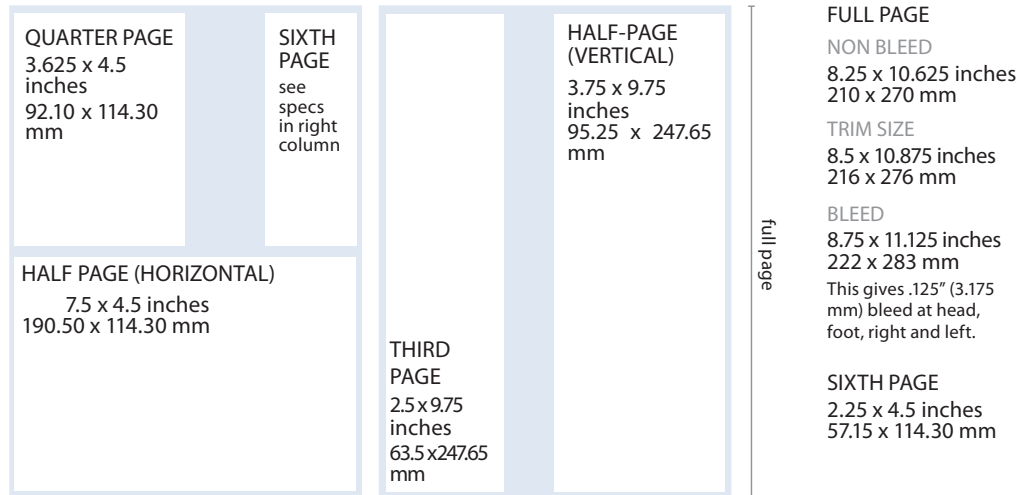 QUARTER PAGE
3.625 x 4.5
inches
92.10 x 114.30
mm
SIXTH
PAGE
see
specs
in right
column
HALF PAGE (HORIZONTAL)
7.5 x 4.5 inches
190.50 x 114.30 mm
THIRD
PAGE
2.5 x 9.75
inches
63.5 x247.65
mm
HALF-PAGE
(VERTICAL)
3.75 x 9.75
inches
95.25 x 247.65
mm
full page
FULL PAGE
NON BLEED
8.25 x 10.625 inches
210 x 270 mm
TRIM SIZE
8.5 x 10.875 inches
216 x 276 mm
BLEED
8.75 x 11.125 inches
222 x 283 mm
This gives .125” (3.175
mm) bleed at head,
foot, right and left.
SIXTH PAGE
2.25 x 4.5 inches
57.15 x 114.30 mm